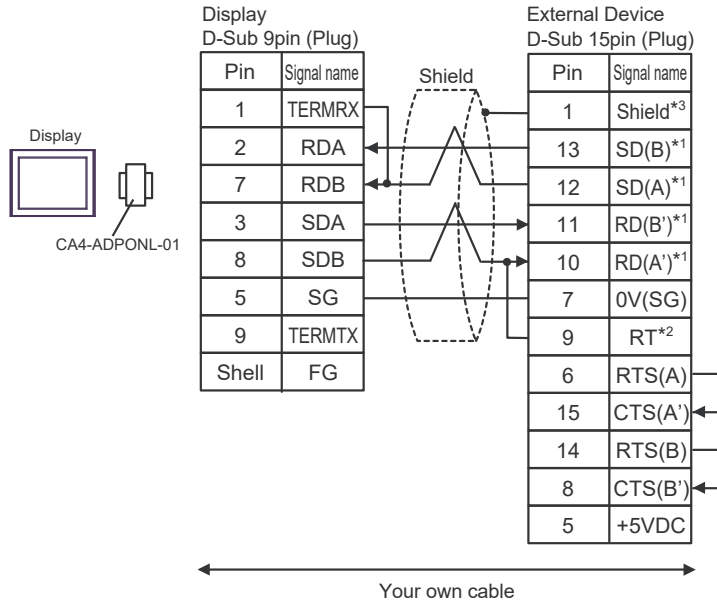 Display
D-Sub 9pin (Plug)
External Device
D-Sub 15pin (Plug)
Display
CA4-ADPONL-01
Pin Signal name
1 TERMRX
2 RDA
7 RDB
3 SDA
8 SDB
5 SG
9 TERMTX
Shell FG
Shield
Pin Signal name
1 Shield*3
13 SD(B)*1
12 SD(A)*1
11 RD(B')*1
10 RD(A')*1
7 0V(SG)
9 RT*2
6 RTS(A)
15 CTS(A')
14 RTS(B)
8 CTS(B')
5 +5VDC
Your own cable